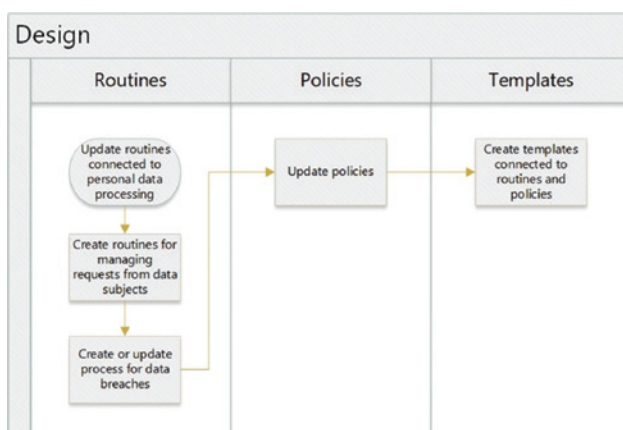 Design
Routines
Policies
Templates
Update routines
connected to
personal data
processing
Create routines for
managing
requests from data
subjects
Create or update
process for data
breaches
Update policies
Create templates
connected to
routines and
policies